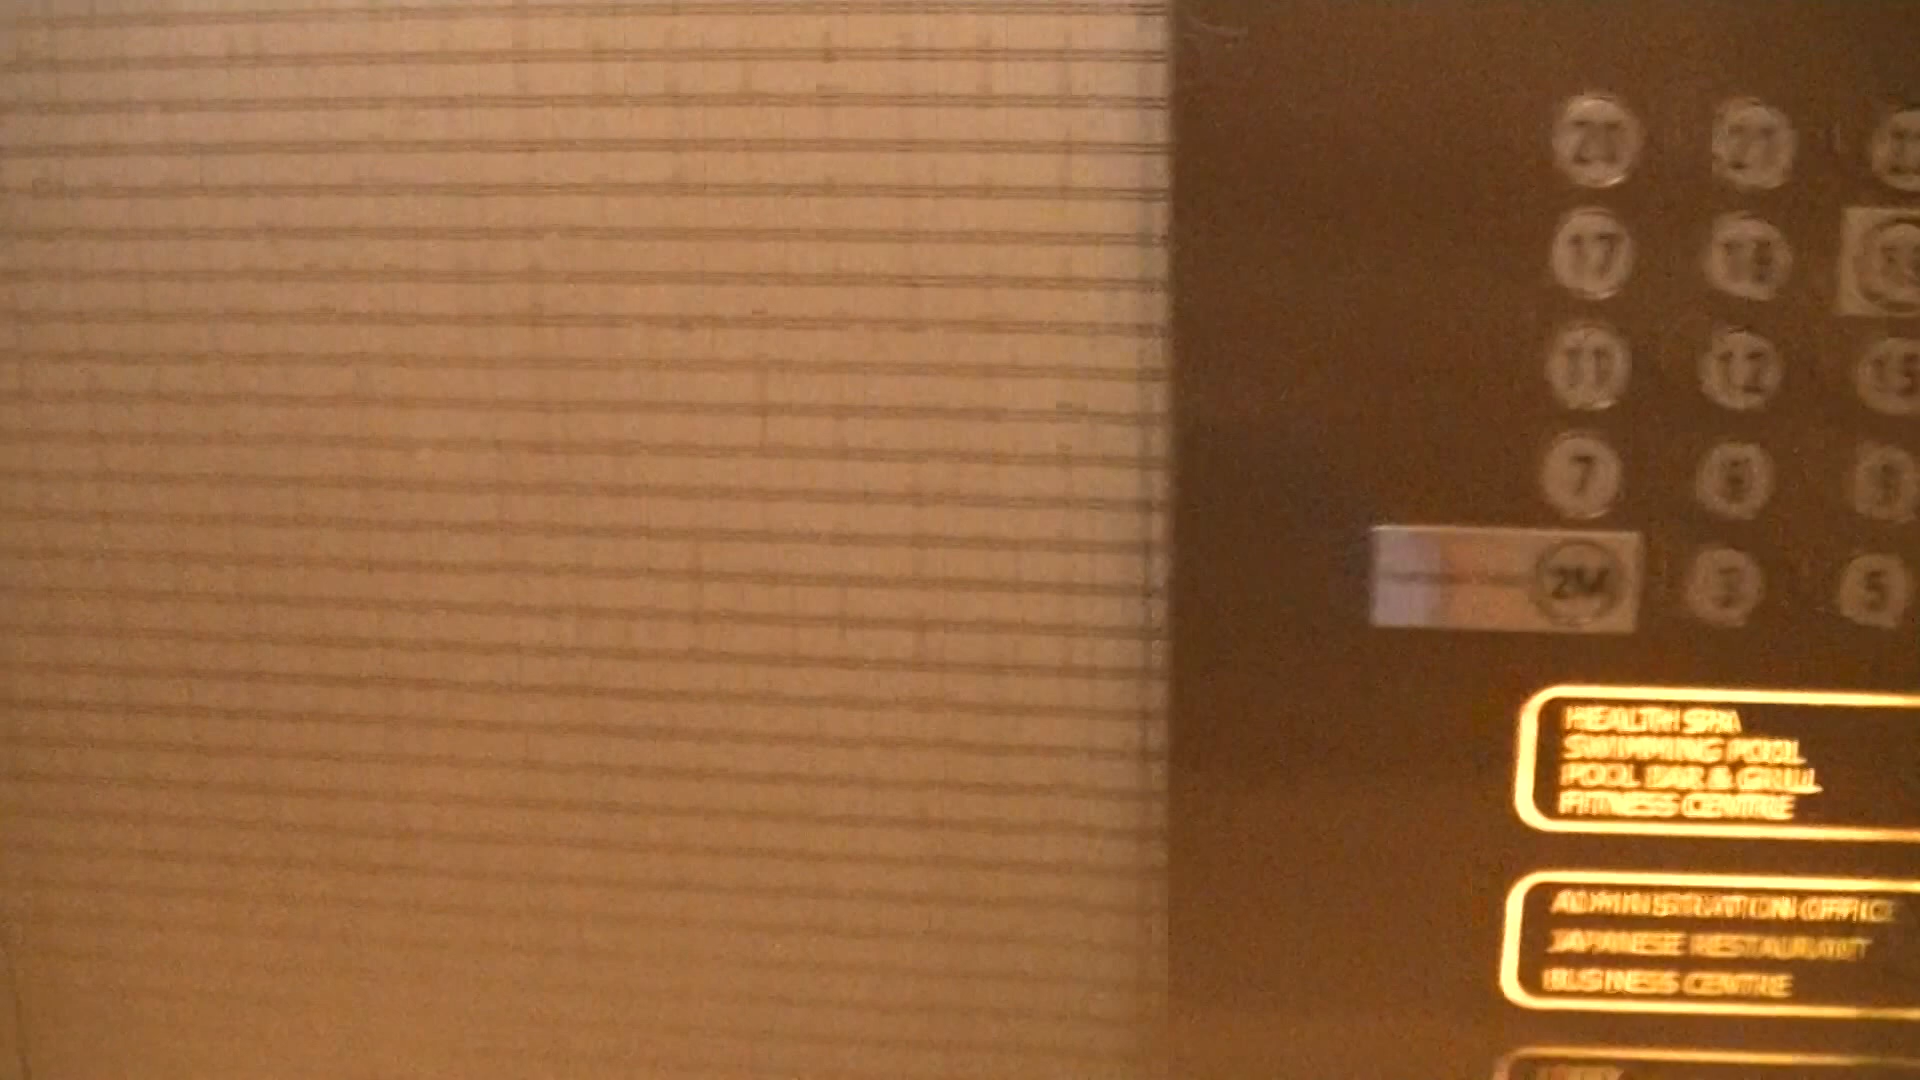 21
17 18
11 12 15
7 8 9
2M 3 5
HEALTH SPA
SWIMMING POOL
POOL BAR & GRILL
FITNESS CENTRE
ADMINISTRATION OFFICE
JAPANESE RESTAURANT
BUSINESS CENTRE